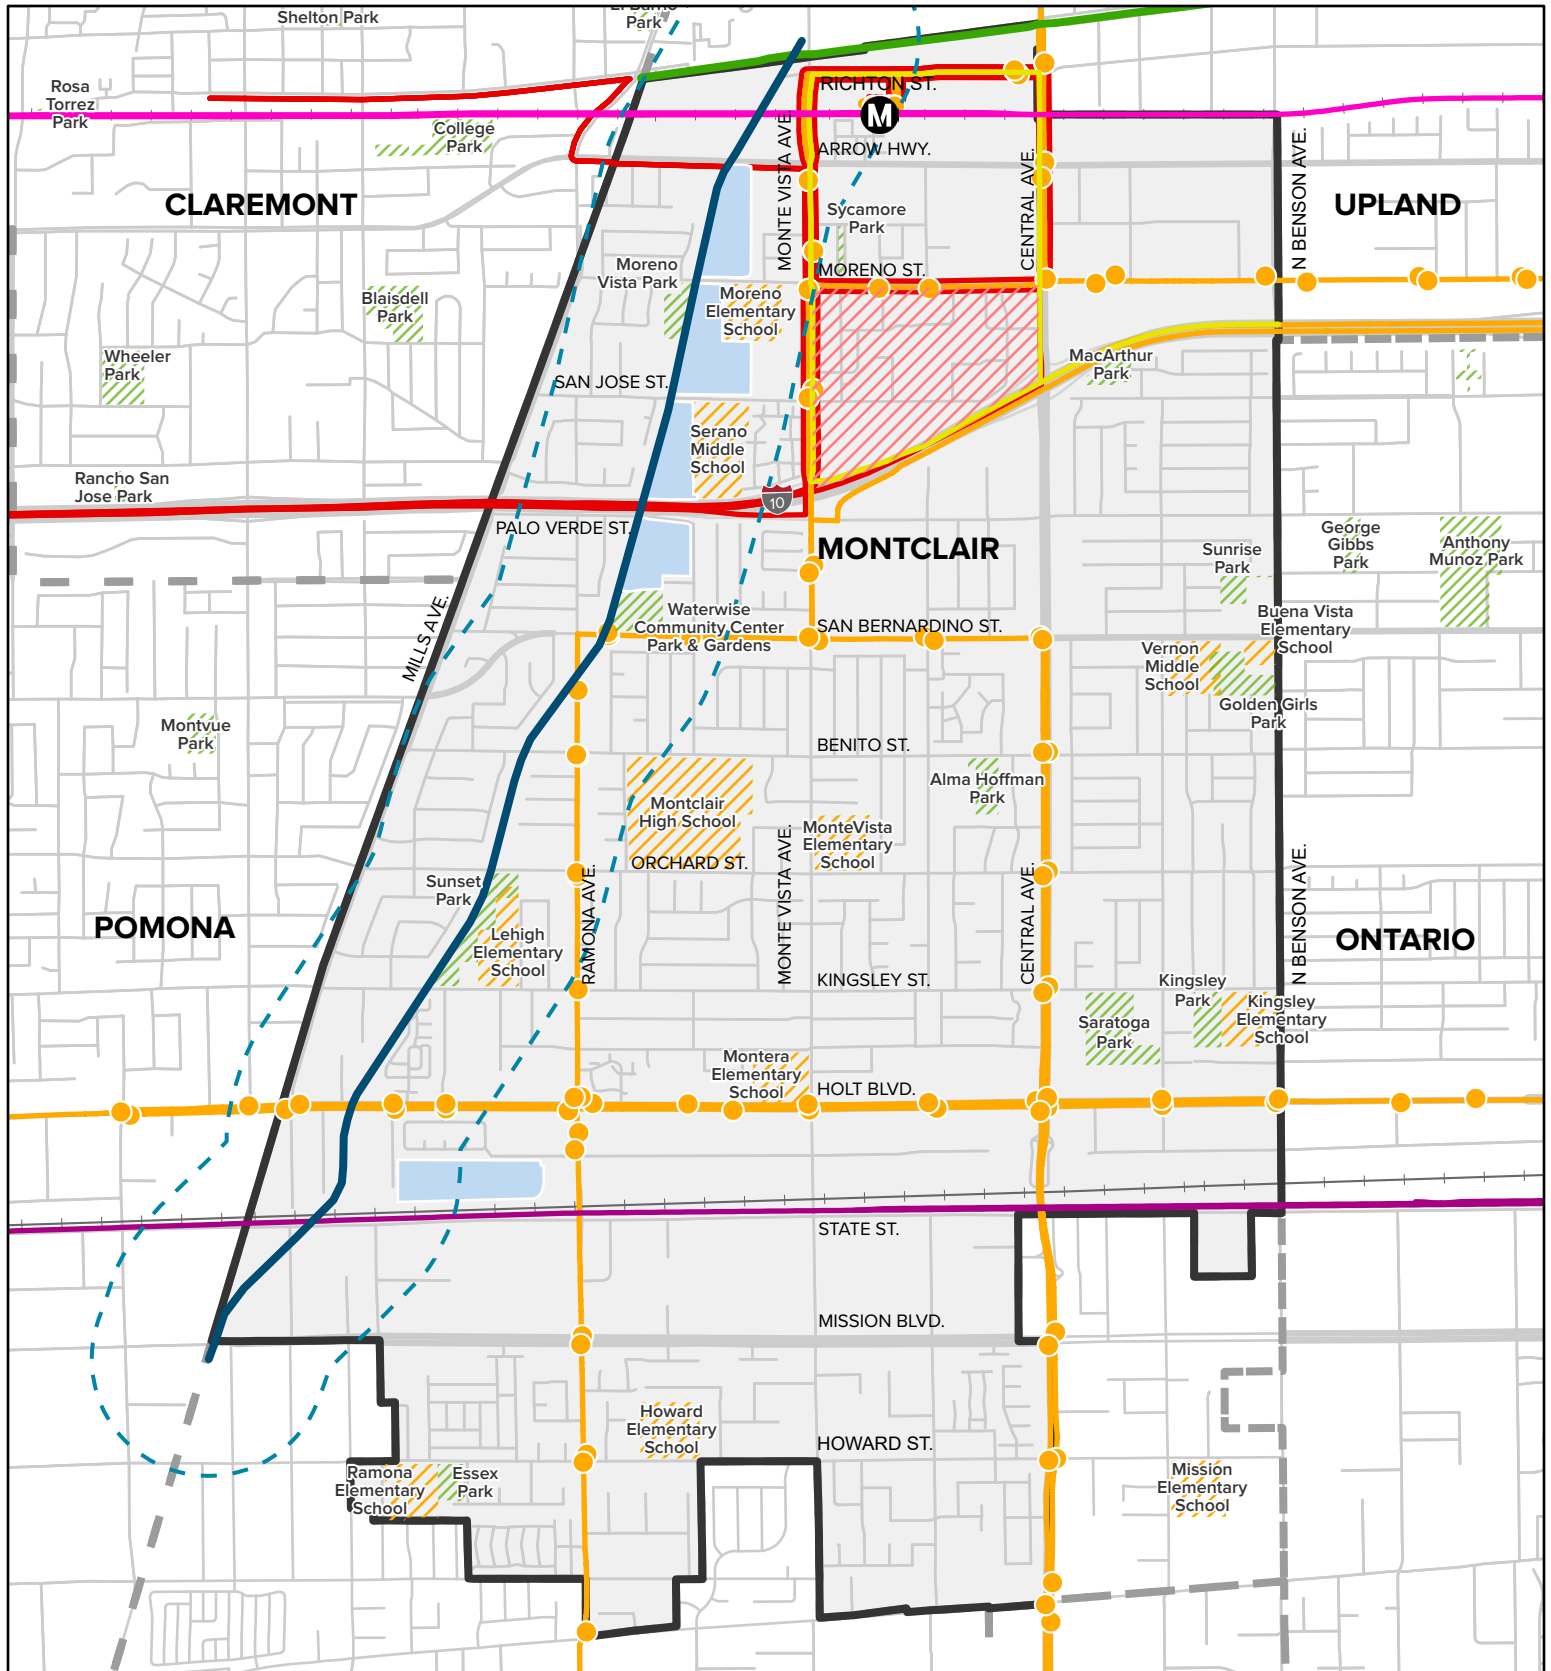 Shelton Park
El Barrio
Park
Rosa
Torrez
Park
RICHTON ST.
M
College
Park
ARROW HWY.
MONTE VISTA AVE.
CENTRAL AVE.
N BENSON AVE.
CLAREMONT
UPLAND
Sycamore
Park
Moreno
Vista Park
MORENO ST.
Moreno
Elementary
School
Blaisdell
Park
Wheeler
Park
MacArthur
Park
SAN JOSE ST.
Serano
Middle
School
Rancho San
Jose Park
10
PALO VERDE ST.
MONTCLAIR
George
Gibbs
Park
Anthony
Munoz Park
Sunrise
Park
MILLS AVE.
Waterwise
Community Center
Park & Gardens
SAN BERNARDINO ST.
Buena Vista
Elementary
School
Vernon
Middle
School
Golden Girls
Park
Montvue
Park
BENITO ST.
Alma Hoffman
Park
Montclair
High School
MonteVista
Elementary
School
ORCHARD ST.
Sunset
Park
RAMONA AVE.
MONTE VISTA AVE.
CENTRAL AVE.
N BENSON AVE.
POMONA
ONTARIO
Lehigh
Elementary
School
KINGSLEY ST.
Kingsley
Park
Kingsley
Elementary
School
Saratoga
Park
Montera
Elementary
School
HOLT BLVD.
STATE ST.
MISSION BLVD.
Howard
Elementary
School
HOWARD ST.
Ramona
Elementary
School
Essex
Park
Mission
Elementary
School